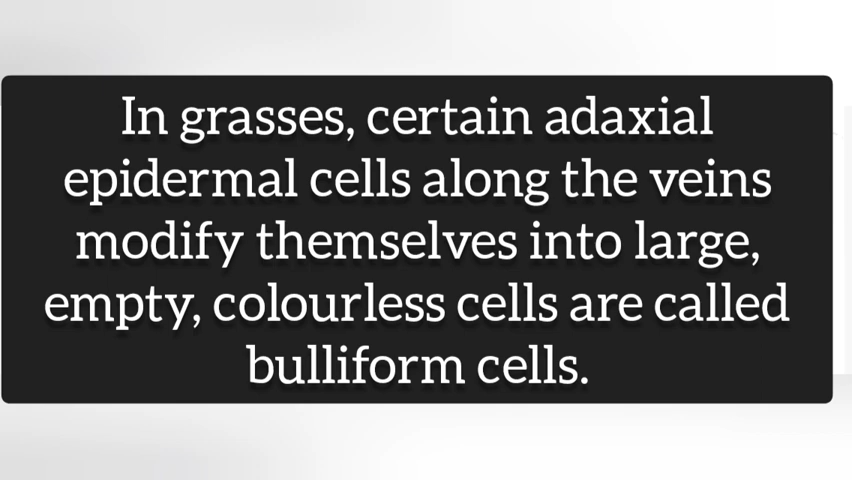 In grasses, certain adaxial
epidermal cells along the veins
modify themselves into large,
empty, colourless cells are called
bulliform cells.